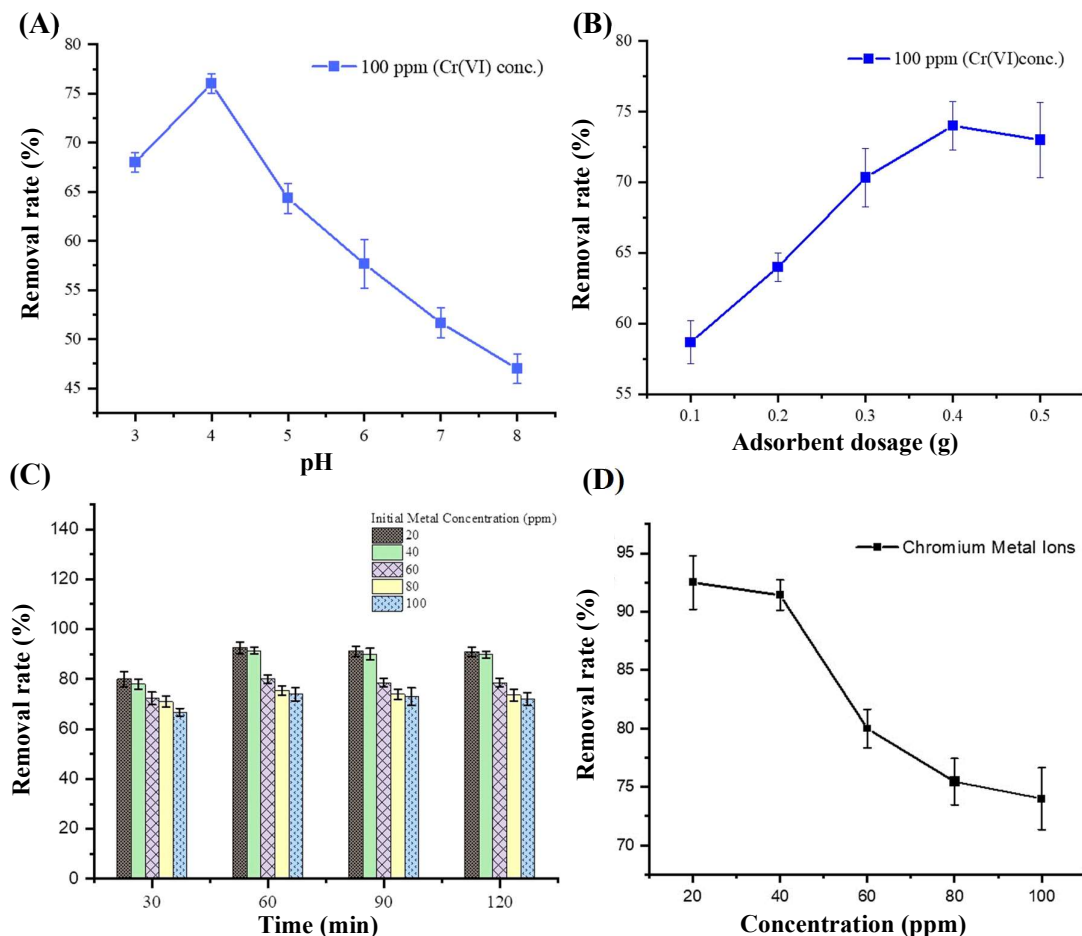 (A)
80
75
70
65
60
55
50
45
Removal rate (%)
100 ppm (Cr(VI) conc.)
3 4 5 6 7 8
pH
(B)
80
75
70
65
60
55
Removal rate (%)
100 ppm (Cr(VI)conc.)
0.1 0.2 0.3 0.4 0.5
Adsorbent dosage (g)
(C)
140
120
100
80
60
40
20
0
Removal rate (%)
Initial Metal Concentration (ppm)
20
40
60
80
100
30 60 90 120
Time (min)
(D)
95
90
85
80
75
70
Removal rate (%)
Chromium Metal Ions
20 40 60 80 100
Concentration (ppm)